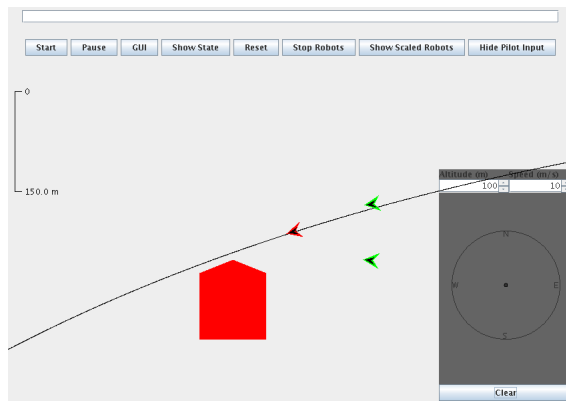 Start Pause GUI Show State Reset Stop Robots Show Scaled Robots Hide Pilot Input
0
150.0 m
Altitude (m) Speed (m/s)
100 10
N
W E
S
Clear